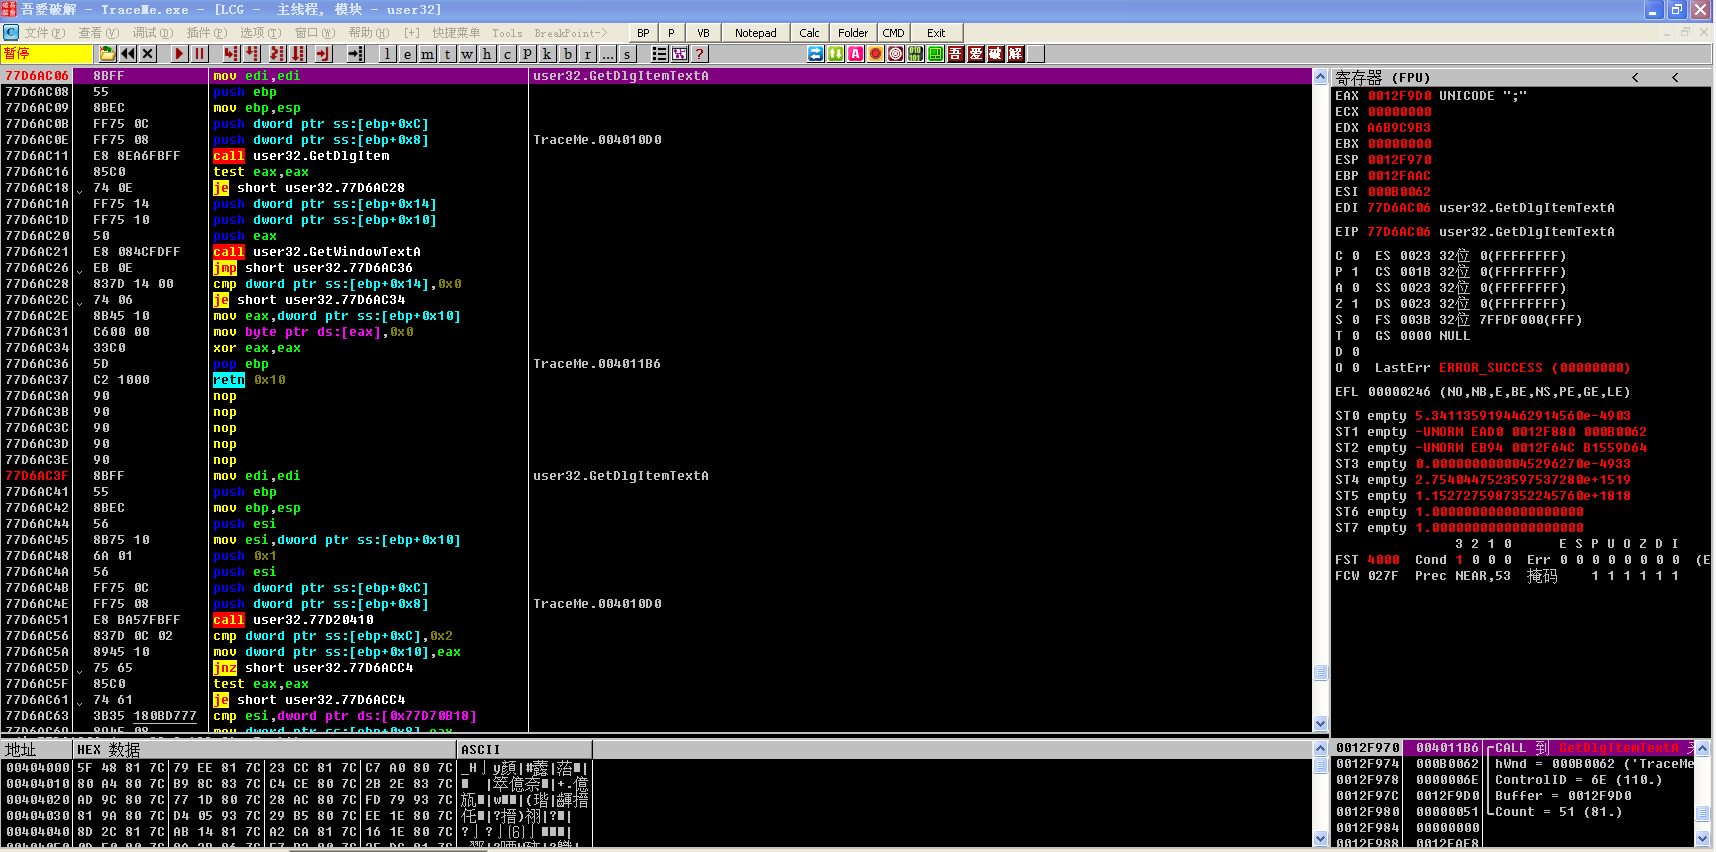 吾爱破解 - TraceMe.exe - [LCG - 主线程, 模块 - user32]
文件(F) 查看(V) 调试(D) 插件(P) 选项(T) 窗口(W) 帮助(H) [+] 快捷菜单 Tools BreakPoint-> BP P VB Notepad Calc Folder CMD Exit
暂停 l e m t w h c p k b r ... s ? 吾 爱 破 解
77D6AC06 8BFF mov edi,edi user32.GetDlgItemTextA
77D6AC08 55 push ebp
77D6AC09 8BEC mov ebp,esp
77D6AC0B FF75 0C push dword ptr ss:[ebp+0xC]
77D6AC0E FF75 08 push dword ptr ss:[ebp+0x8] TraceMe.004010D0
77D6AC11 E8 8EA6FBFF call user32.GetDlgItem
77D6AC16 85C0 test eax,eax
77D6AC18 74 0E je short user32.77D6AC28
77D6AC1A FF75 14 push dword ptr ss:[ebp+0x14]
77D6AC1D FF75 10 push dword ptr ss:[ebp+0x10]
77D6AC20 50 push eax
77D6AC21 E8 084CFDFF call user32.GetWindowTextA
77D6AC26 EB 0E jmp short user32.77D6AC36
77D6AC28 837D 14 00 cmp dword ptr ss:[ebp+0x14],0x0
77D6AC2C 74 06 je short user32.77D6AC34
77D6AC2E 8B45 10 mov eax,dword ptr ss:[ebp+0x10]
77D6AC31 C600 00 mov byte ptr ds:[eax],0x0
77D6AC34 33C0 xor eax,eax
77D6AC36 5D pop ebp TraceMe.004011B6
77D6AC37 C2 1000 retn 0x10
77D6AC3A 90 nop
77D6AC3B 90 nop
77D6AC3C 90 nop
77D6AC3D 90 nop
77D6AC3E 90 nop
77D6AC3F 8BFF mov edi,edi user32.GetDlgItemTextA
77D6AC41 55 push ebp
77D6AC42 8BEC mov ebp,esp
77D6AC44 56 push esi
77D6AC45 8B75 10 mov esi,dword ptr ss:[ebp+0x10]
77D6AC48 6A 01 push 0x1
77D6AC4A 56 push esi
77D6AC4B FF75 0C push dword ptr ss:[ebp+0xC]
77D6AC4E FF75 08 push dword ptr ss:[ebp+0x8] TraceMe.004010D0
77D6AC51 E8 BA57FBFF call user32.77D20410
77D6AC56 837D 0C 02 cmp dword ptr ss:[ebp+0xC],0x2
77D6AC5A 8945 10 mov dword ptr ss:[ebp+0x10],eax
77D6AC5D 75 65 jnz short user32.77D6ACC4
77D6AC5F 85C0 test eax,eax
77D6AC61 74 61 je short user32.77D6ACC4
77D6AC63 3B35 180BD777 cmp esi,dword ptr ds:[0x77D70B18]
寄存器 (FPU) < <
EAX 0012F9D0 UNICODE ";"
ECX 00000000
EDX A6B9C9B3
EBX 00000000
ESP 0012F970
EBP 0012FAAC
ESI 000B0062
EDI 77D6AC06 user32.GetDlgItemTextA
EIP 77D6AC06 user32.GetDlgItemTextA
C 0 ES 0023 32位 0(FFFFFFFF)
P 1 CS 001B 32位 0(FFFFFFFF)
A 0 SS 0023 32位 0(FFFFFFFF)
Z 1 DS 0023 32位 0(FFFFFFFF)
S 0 FS 003B 32位 7FFDF000(FFF)
T 0 GS 0000 NULL
D 0
O 0 LastErr ERROR_SUCCESS (00000000)
EFL 00000246 (NO,NB,E,BE,NS,PE,GE,LE)
ST0 empty 5.3411359194462914560e-4903
ST1 empty -UNORM EAD0 0012F880 000B0062
ST2 empty -UNORM EB94 0012F64C B1559D64
ST3 empty 0.0000000000045296270e-4933
ST4 empty 2.7540447523597537280e+1519
ST5 empty 1.1527275987352245760e+1818
ST6 empty 1.0000000000000000000
ST7 empty 1.0000000000000000000
3 2 1 0 E S P U O Z D I
FST 4000 Cond 1 0 0 0 Err 0 0 0 0 0 0 0 0 (E
FCW 027F Prec NEAR,53 掩码 1 1 1 1 1 1
地址 HEX 数据 ASCII
00404000 5F 48 81 7C 79 EE 81 7C 23 CC 81 7C C7 A0 80 7C
00404010 80 A4 80 7C B9 8C 83 7C C4 CE 80 7C 2B 2E 83 7C
00404020 AD 9C 80 7C 77 1D 80 7C 28 AC 80 7C FD 79 93 7C
00404030 81 9A 80 7C D4 05 93 7C 29 B5 80 7C EE 1E 80 7C
00404040 8D 2C 81 7C AB 14 81 7C A2 CA 81 7C 16 1E 80 7C
0012F970 004011B6 CALL 到 GetDlgItemTextA
0012F974 000B0062 hWnd = 000B0062 ('TraceMe
0012F978 0000006E ControlID = 6E (110.)
0012F97C 0012F9D0 Buffer = 0012F9D0
0012F980 00000051 Count = 51 (81.)
0012F984 00000000
0012F988 0012FAF8